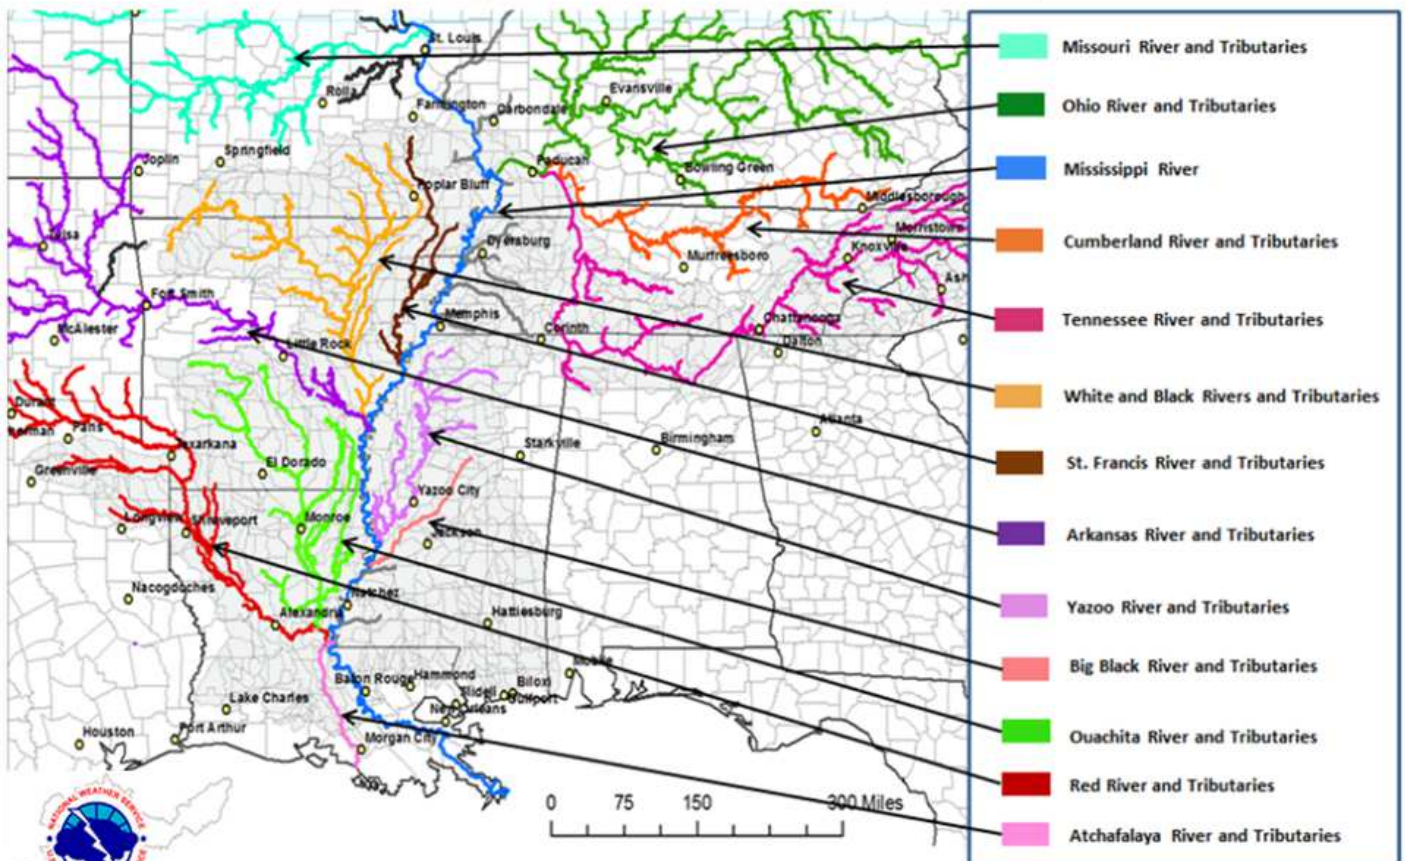 St. Louis
Rolla
Farmington
Carbondale
Evansville
Joplin
Springfield
Paducah
Bowling Green
Poplar Bluff
Middlesborough
Tulsa
Dyersburg
Murfreesboro
Morristown
Knoxville
Ash
Fort Smith
McAlester
Memphis
Corinth
Chattanooga
Dalton
Little Rock
Durant
erman
Paris
Texarkana
Greenville
El Dorado
Starkville
Birmingham
Atlanta
Yazoo City
Longview
Shreveport
Monroe
Jackson
Nacogdoches
Natchez
Alexandria
Hattiesburg
Mobile
Baton Rouge
Hammond
Slidell
Biloxi
Gulfport
New Orleans
Lake Charles
Port Arthur
Houston
Morgan City
NATIONAL WEATHER SERVICE
0 75 150 300 Miles
Missouri River and Tributaries
Ohio River and Tributaries
Mississippi River
Cumberland River and Tributaries
Tennessee River and Tributaries
White and Black Rivers and Tributaries
St. Francis River and Tributaries
Arkansas River and Tributaries
Yazoo River and Tributaries
Big Black River and Tributaries
Ouachita River and Tributaries
Red River and Tributaries
Atchafalaya River and Tributaries